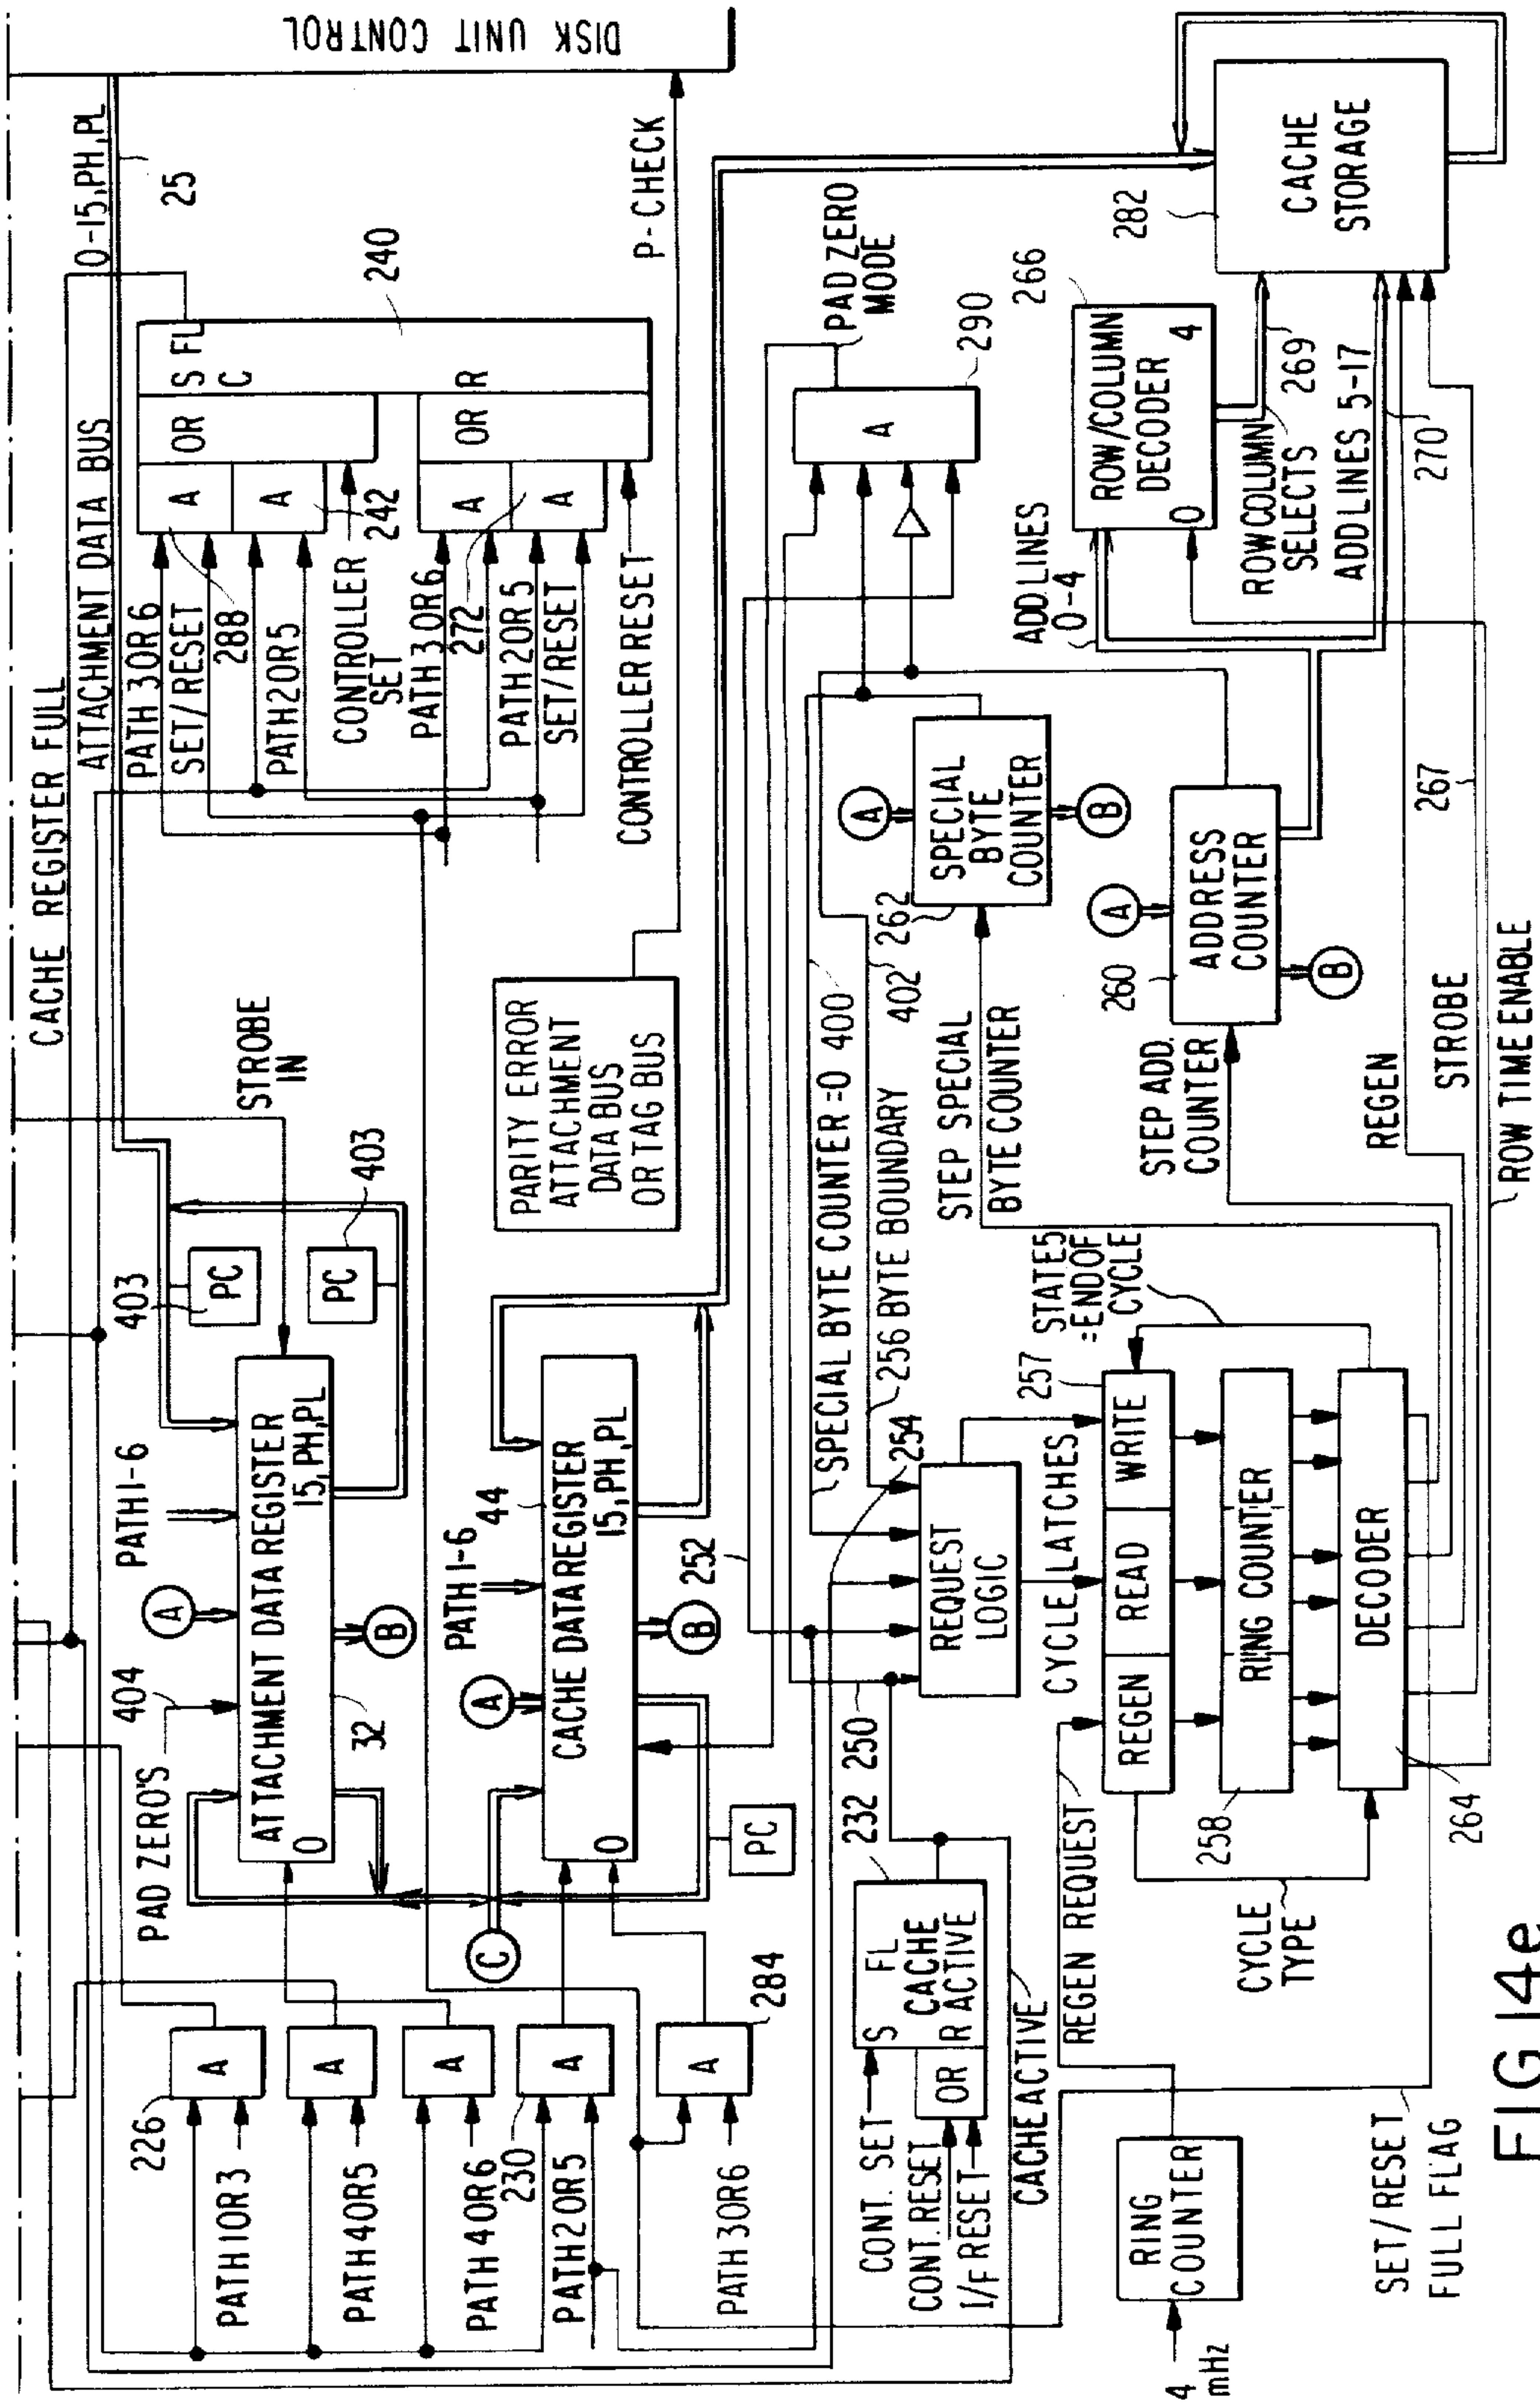 DISK UNIT CONTROL
CACHE REGISTER FULL
ATTACHMENT DATA BUS
0-15,PH,PL
25
PATH 3 OR 6
SET/RESET
288
PATH 2 OR 5
CONTROLLER
SET
242
PATH 3 OR 6
272
PATH 2 OR 5
SET/RESET
CONTROLLER RESET
A
A
OR
S FL
C
A
A
OR
R
240
P-CHECK
STROBE
IN
403
PC
PC
403
PARITY ERROR
ATTACHMENT
DATA BUS
OR TAG BUS
PATH 1-6
A
404
PAD ZERO'S
ATTACHMENT DATA REGISTER
0
15,PH,PL
32
B
PATH 1-6
44
A
C
CACHE DATA REGISTER
0
15,PH,PL
B
252
PC
226
A
PATH 1 OR 3
A
PATH 4 OR 5
A
PATH 4 OR 6
230
A
PATH 2 OR 5
A
284
PATH 3 OR 6
PAD ZERO
MODE
A
290
266
ROW/COLUMN
DECODER
0
4
ADD LINES
0-4
ROW COLUMN
SELECTS
269
ADD LINES 5-17
270
282
CACHE
STORAGE
A
SPECIAL
BYTE
COUNTER
B
262
402
400
SPECIAL BYTE COUNTER =0
256 BYTE BOUNDARY
254
STEP SPECIAL
BYTE COUNTER
A
260
ADDRESS
COUNTER
B
STEP ADD.
COUNTER
267
REGEN
STROBE
ROW TIME ENABLE
232
250
REQUEST
LOGIC
CONT. SET
CONT. RESET
I/F RESET
S FL
CACHE
R ACTIVE
OR
CACHE ACTIVE
REGEN REQUEST
CYCLE LATCHES
257
STATE 5
=END OF
CYCLE
REGEN
READ
WRITE
258
RING COUNTER
DECODER
264
CYCLE
TYPE
RING
COUNTER
4
mHz
SET/RESET
FULL FLAG
FIG. 14e